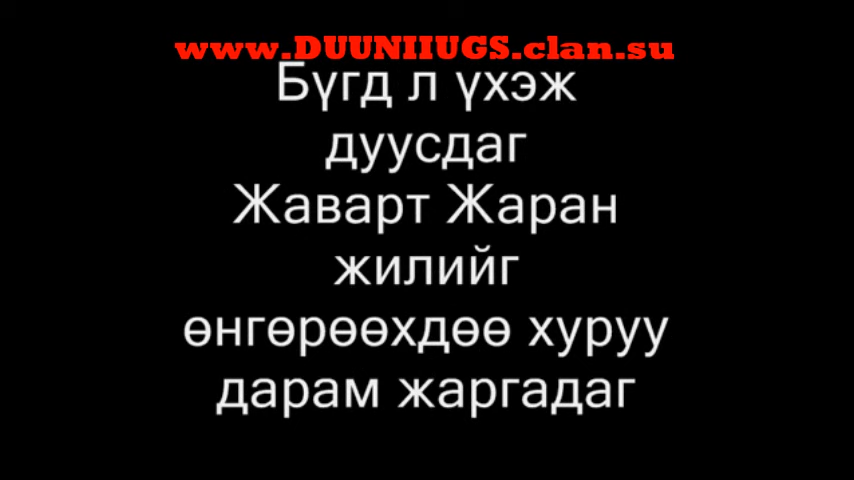 www.DUUNIIUGS.clan.su
Бүгд л үхэж
дуусдаг
Жаварт Жаран
жилийг
өнгөрөөхдөө хуруу
дарам жаргадаг